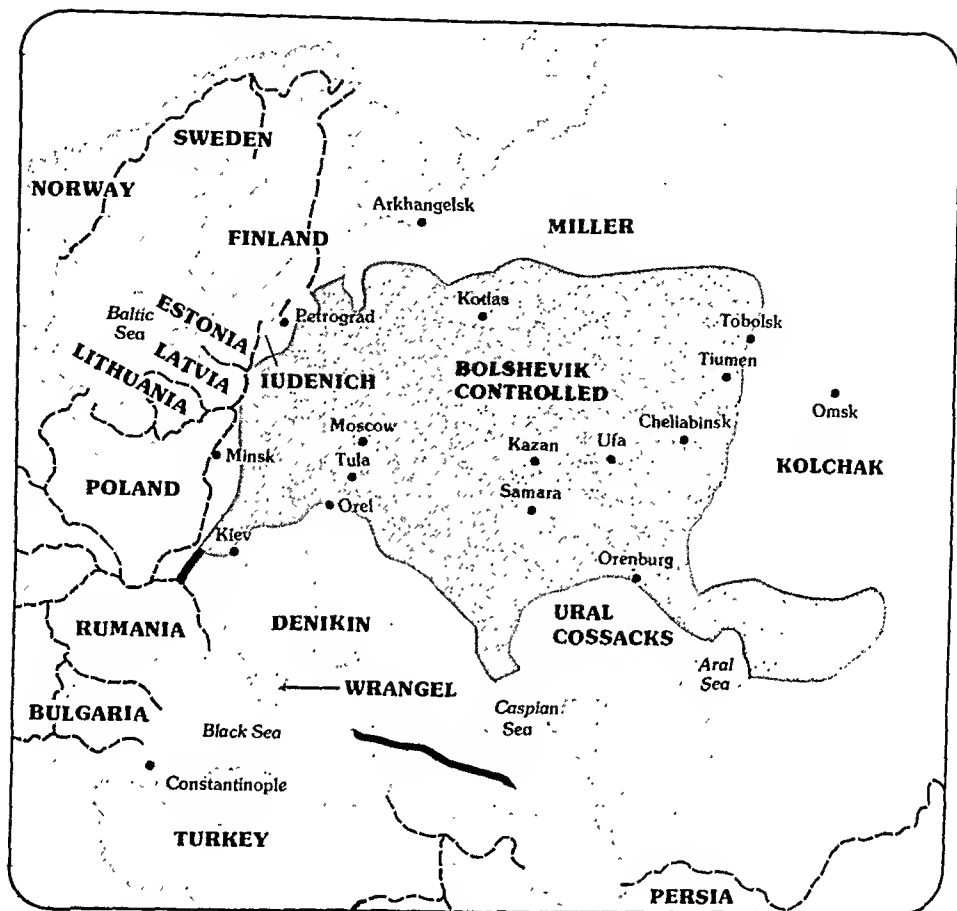 SWEDEN
NORWAY
Arkhangelsk
FINLAND
MILLER
Kotlas
Baltic
Sea
ESTONIA
Petrograd
Tobolsk
LATVIA
Tiumen
LITHUANIA
IUDENICH
BOLSHEVIK
CONTROLLED
Omsk
Moscow
Cheliabinsk
Kazan
Ufa
Minsk
Tula
KOLCHAK
POLAND
Samara
Orel
Kiev
Orenburg
RUMANIA
DENIKIN
URAL
COSSACKS
Aral
Sea
WRANGEL
BULGARIA
Caspian
Sea
Black Sea
Constantinople
TURKEY
PERSIA